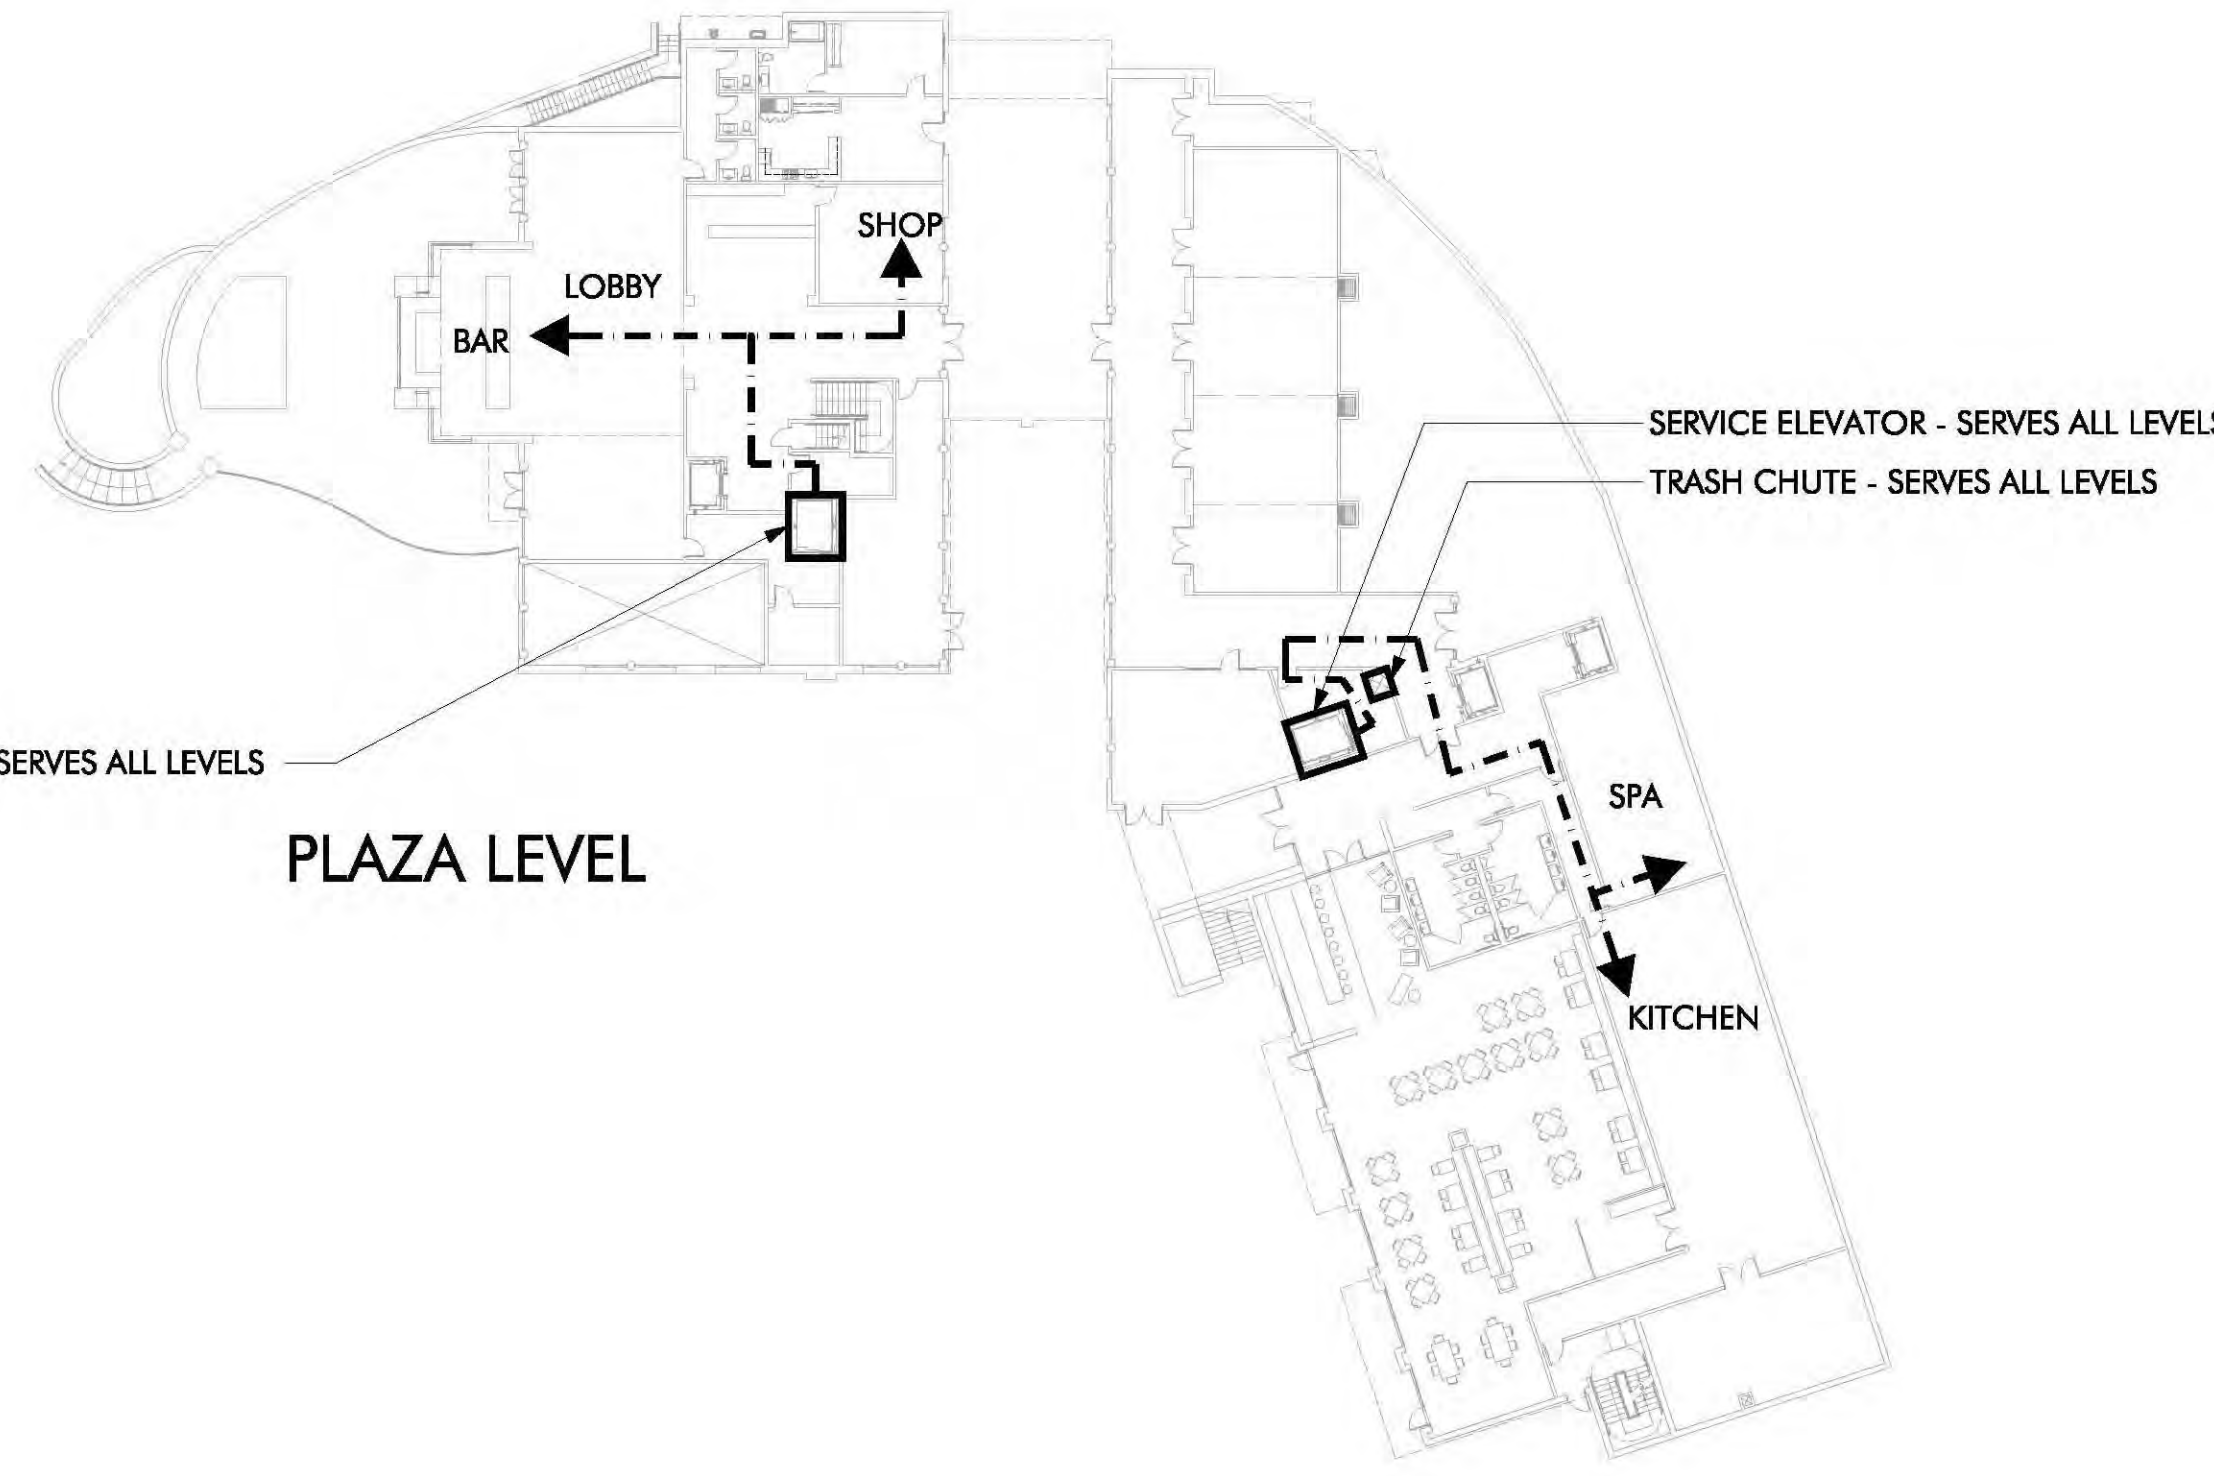 SHOP
LOBBY
BAR
SERVICE ELEVATOR - SERVES ALL LEVELS
TRASH CHUTE - SERVES ALL LEVELS
SERVES ALL LEVELS
SPA
PLAZA LEVEL
KITCHEN